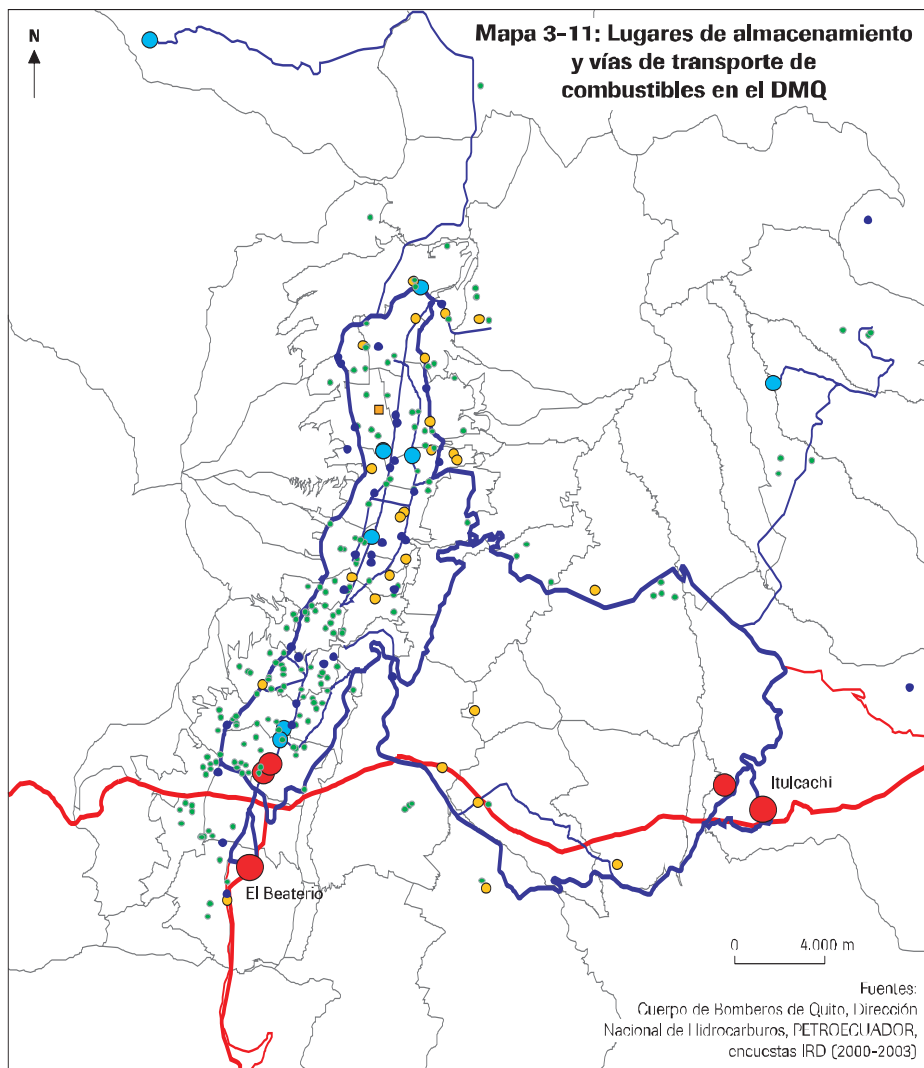 N
Mapa 3-11: Lugares de almacenamiento
y vías de transporte de
combustibles en el DMQ
Itulcachi
El Beaterio
0 4.000 m
Fuentes:
Cuerpo de Bomberos de Quito, Dirección
Nacional de Hidrocarburos, PETROECUADOR,
encuestas IRD (2000-2003)